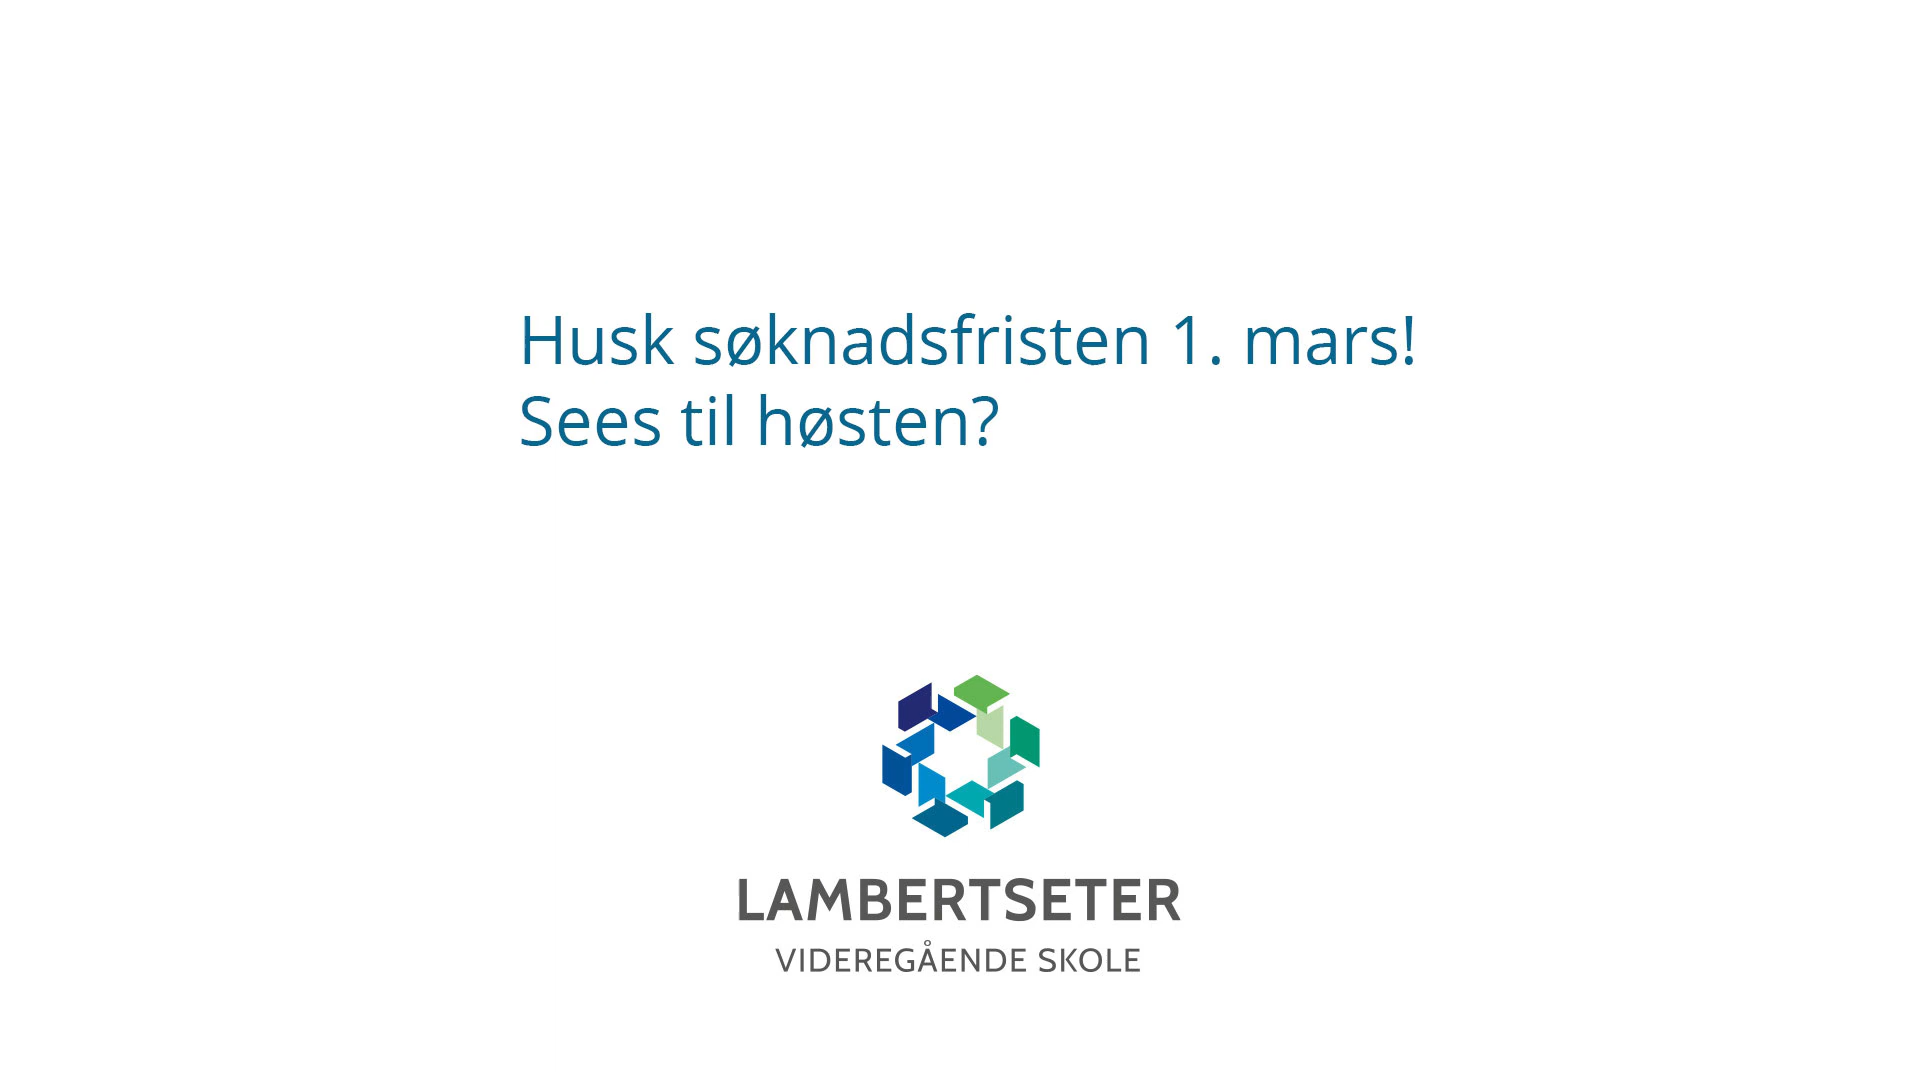 Husk søknadsfristen 1. mars!
Sees til høsten?
LAMBERTSETER
VIDEREGÅENDE SKOLE